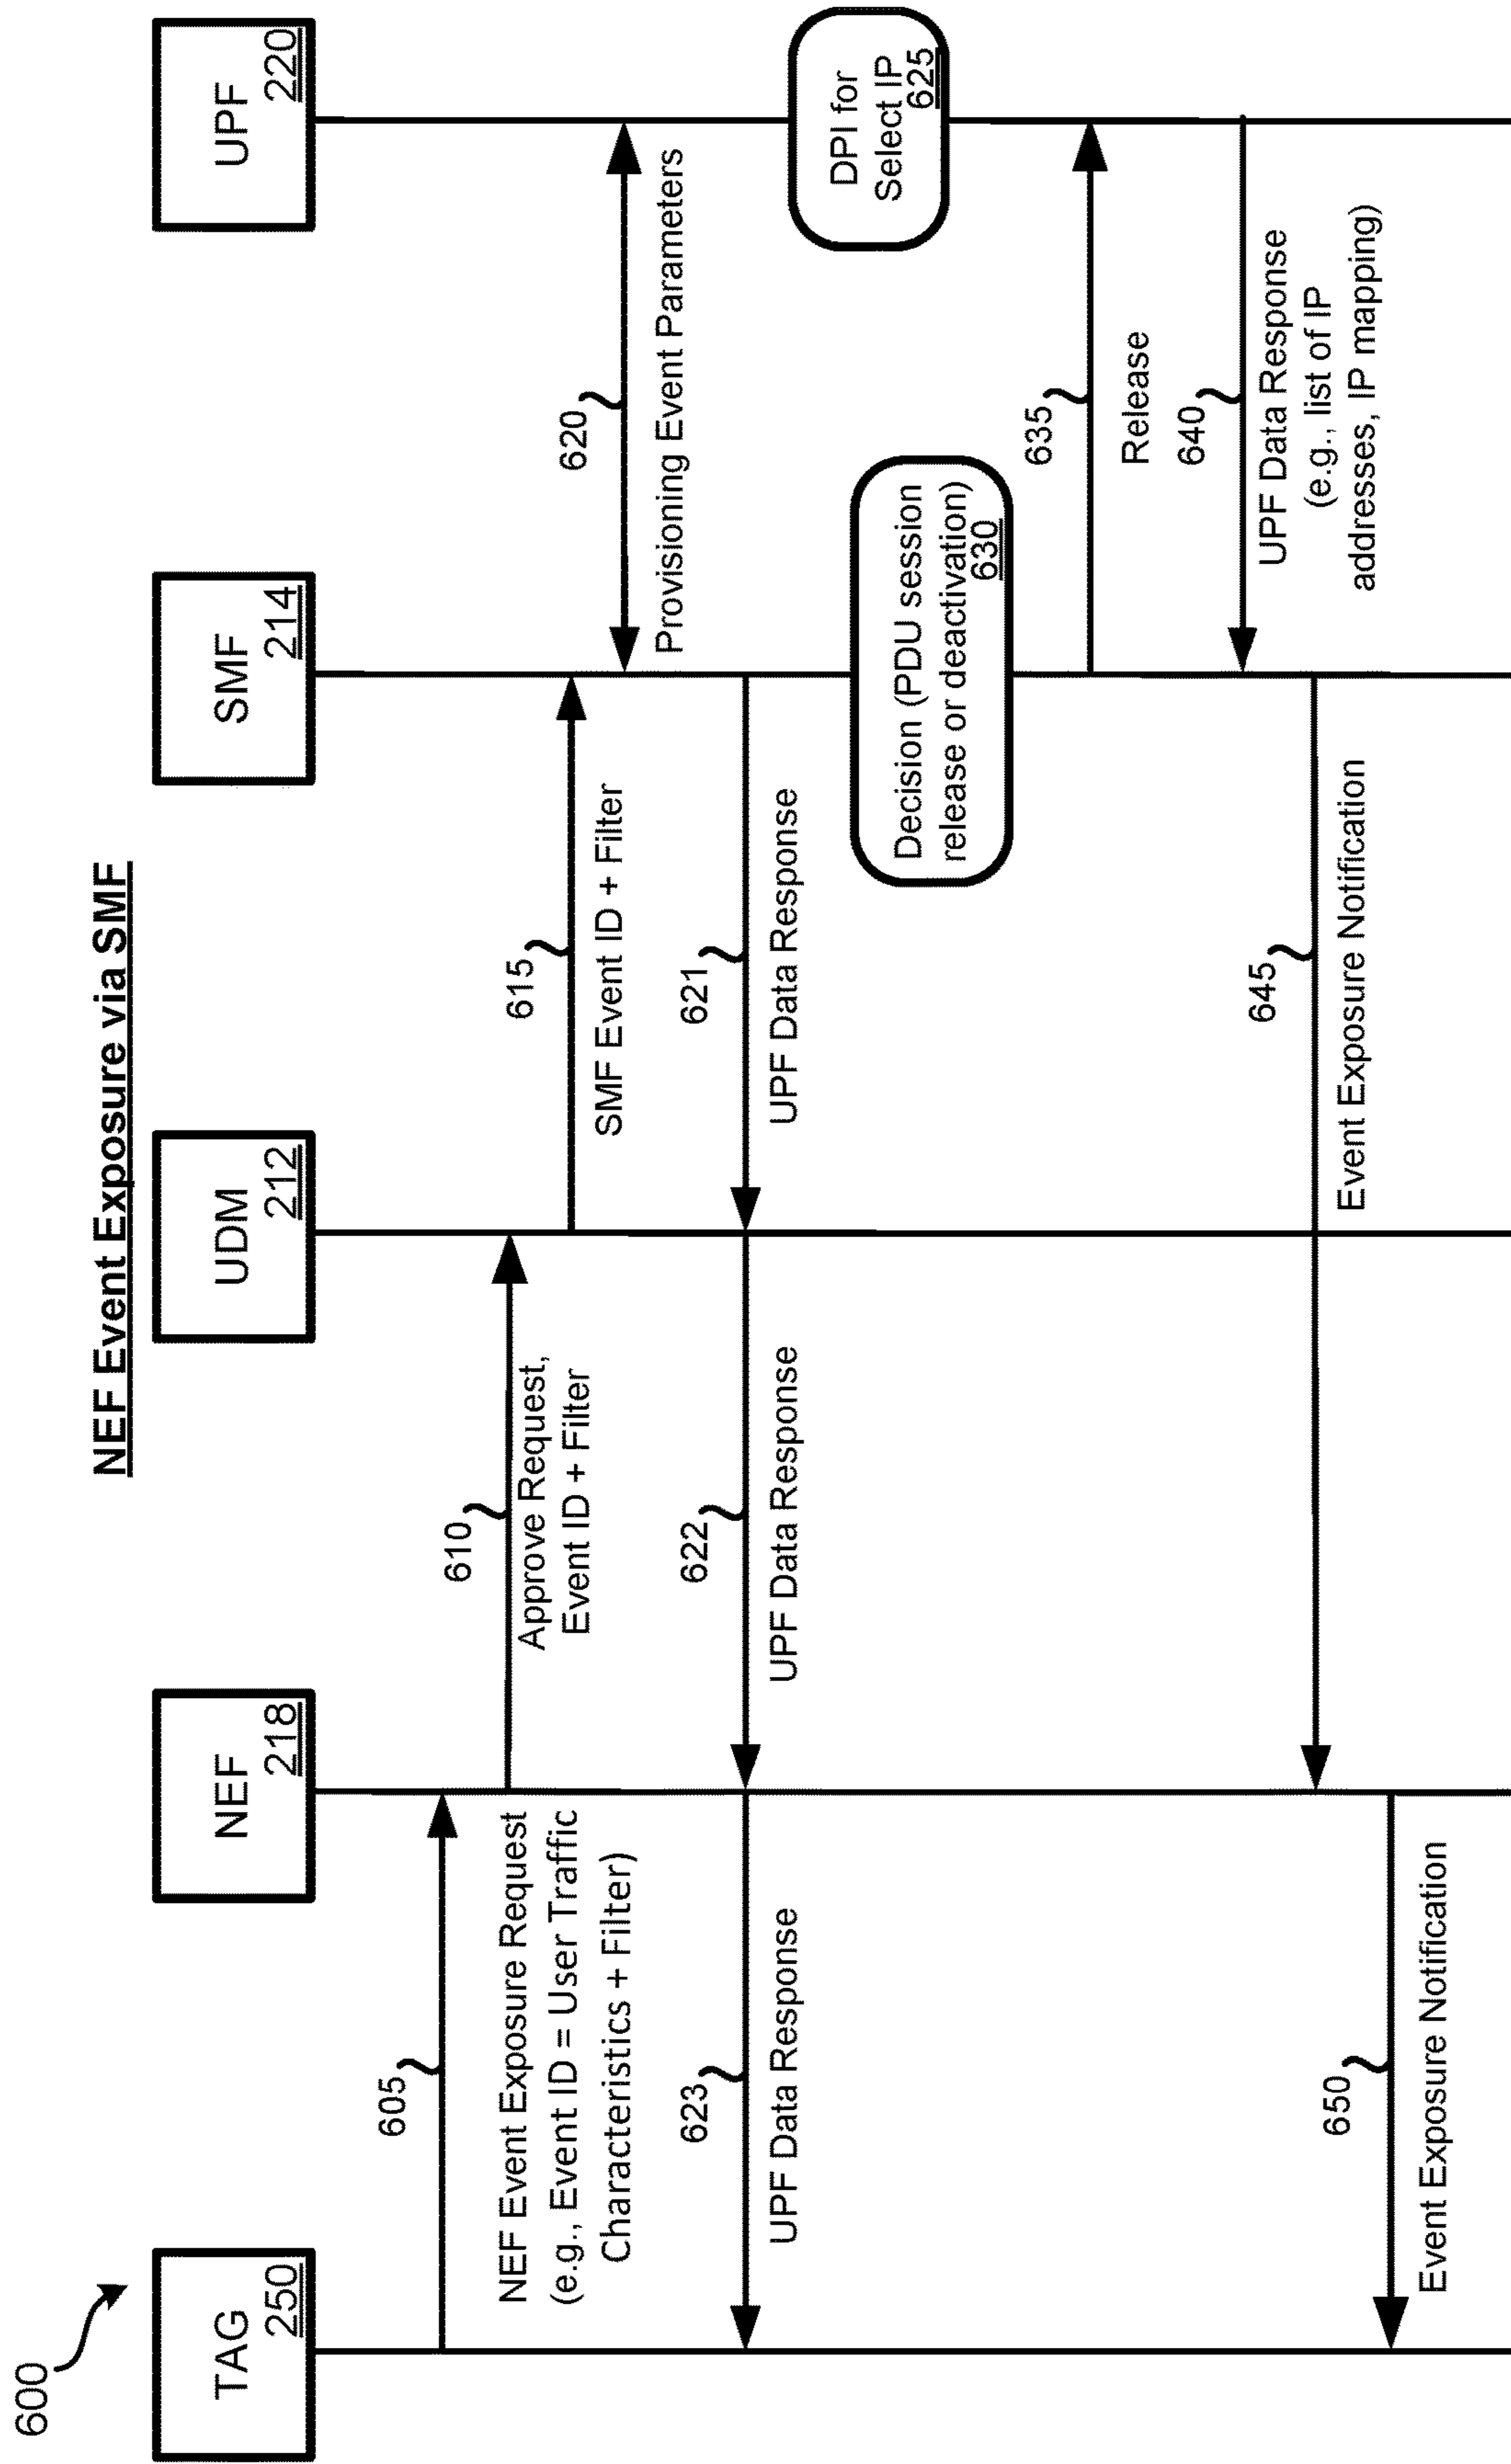 600
NEF Event Exposure via SMF
TAG
250
NEF
218
UDM
212
SMF
214
UPF
220
605
NEF Event Exposure Request
(e.g., Event ID = User Traffic
Characteristics + Filter)
610
Approve Request,
Event ID + Filter
615
SMF Event ID + Filter
620
Provisioning Event Parameters
623
UPF Data Response
622
UPF Data Response
621
UPF Data Response
DPI for
Select IP
625
Decision (PDU session
release or deactivation)
630
635
Release
640
UPF Data Response
(e.g., list of IP
addresses, IP mapping)
645
Event Exposure Notification
650
Event Exposure Notification